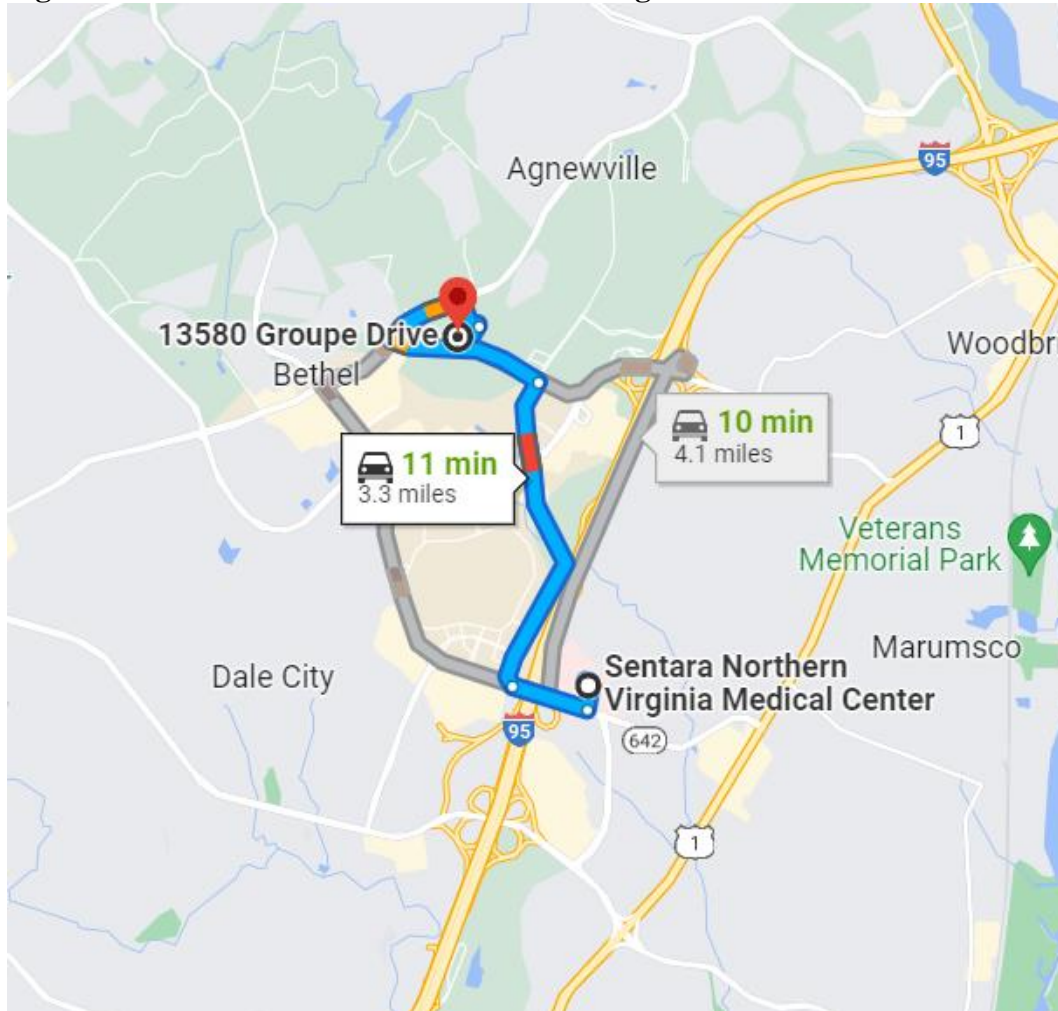 Agnewville
95
13580 Groupe Drive
Bethel
Woodbri
10 min
4.1 miles
1
11 min
3.3 miles
Veterans
Memorial Park
Marumsco
Sentara Northern
Virginia Medical Center
Dale City
95
642
1